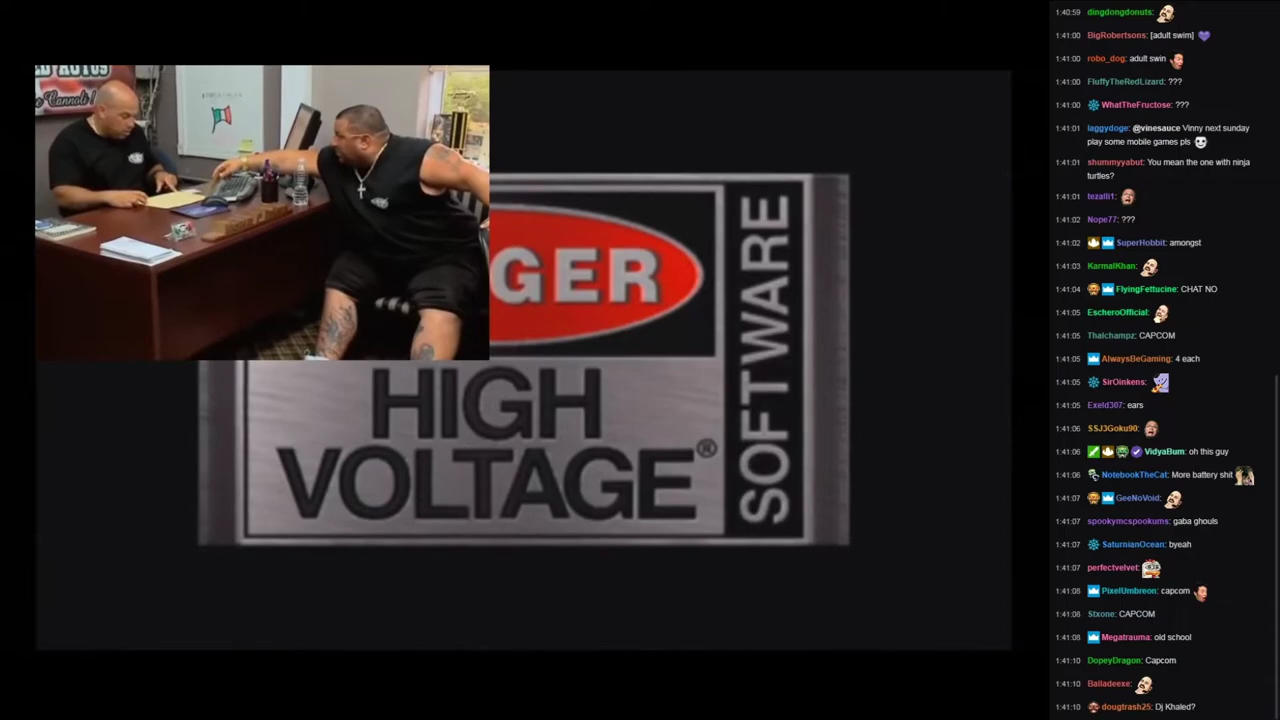 ED AUTOS
e Cannoli !
GER
HIGH
VOLTAGE®
SOFTWARE
1:40:59 dingdongdonuts:
1:41:00 BigRobertsons: [adult swim]
1:41:00 robo_dog: adult swin
1:41:00 FluffyTheRedLizard: ???
1:41:00 WhatTheFructose: ???
1:41:01 laggydoge: @vinesauce Vinny next sunday
play some mobile games pls
1:41:01 shummyyabut: You mean the one with ninja
turtles?
1:41:01 tezalli1:
1:41:02 Nope77: ???
1:41:02 SuperHobbit: amongst
1:41:03 KarmalKhan:
1:41:04 FlyingFettucine: CHAT NO
1:41:05 EscheroOfficial:
1:41:05 Thalchampz: CAPCOM
1:41:05 AlwaysBeGaming: 4 each
1:41:05 SirOinkens:
1:41:05 Exeld307: ears
1:41:06 SSJ3Goku90:
1:41:06 VidyaBum: oh this guy
1:41:06 NotebookTheCat: More battery shit
1:41:07 GeeNoVoid:
1:41:07 spookymcspookums: gaba ghouls
1:41:07 SaturnianOcean: byeah
1:41:07 perfectvelvet:
1:41:08 PixelUmbreon: capcom
1:41:08 Stxone: CAPCOM
1:41:08 Megatrauma: old school
1:41:10 DopeyDragon: Capcom
1:41:10 Balladeexe:
1:41:10 dougtrash25: Dj Khaled?